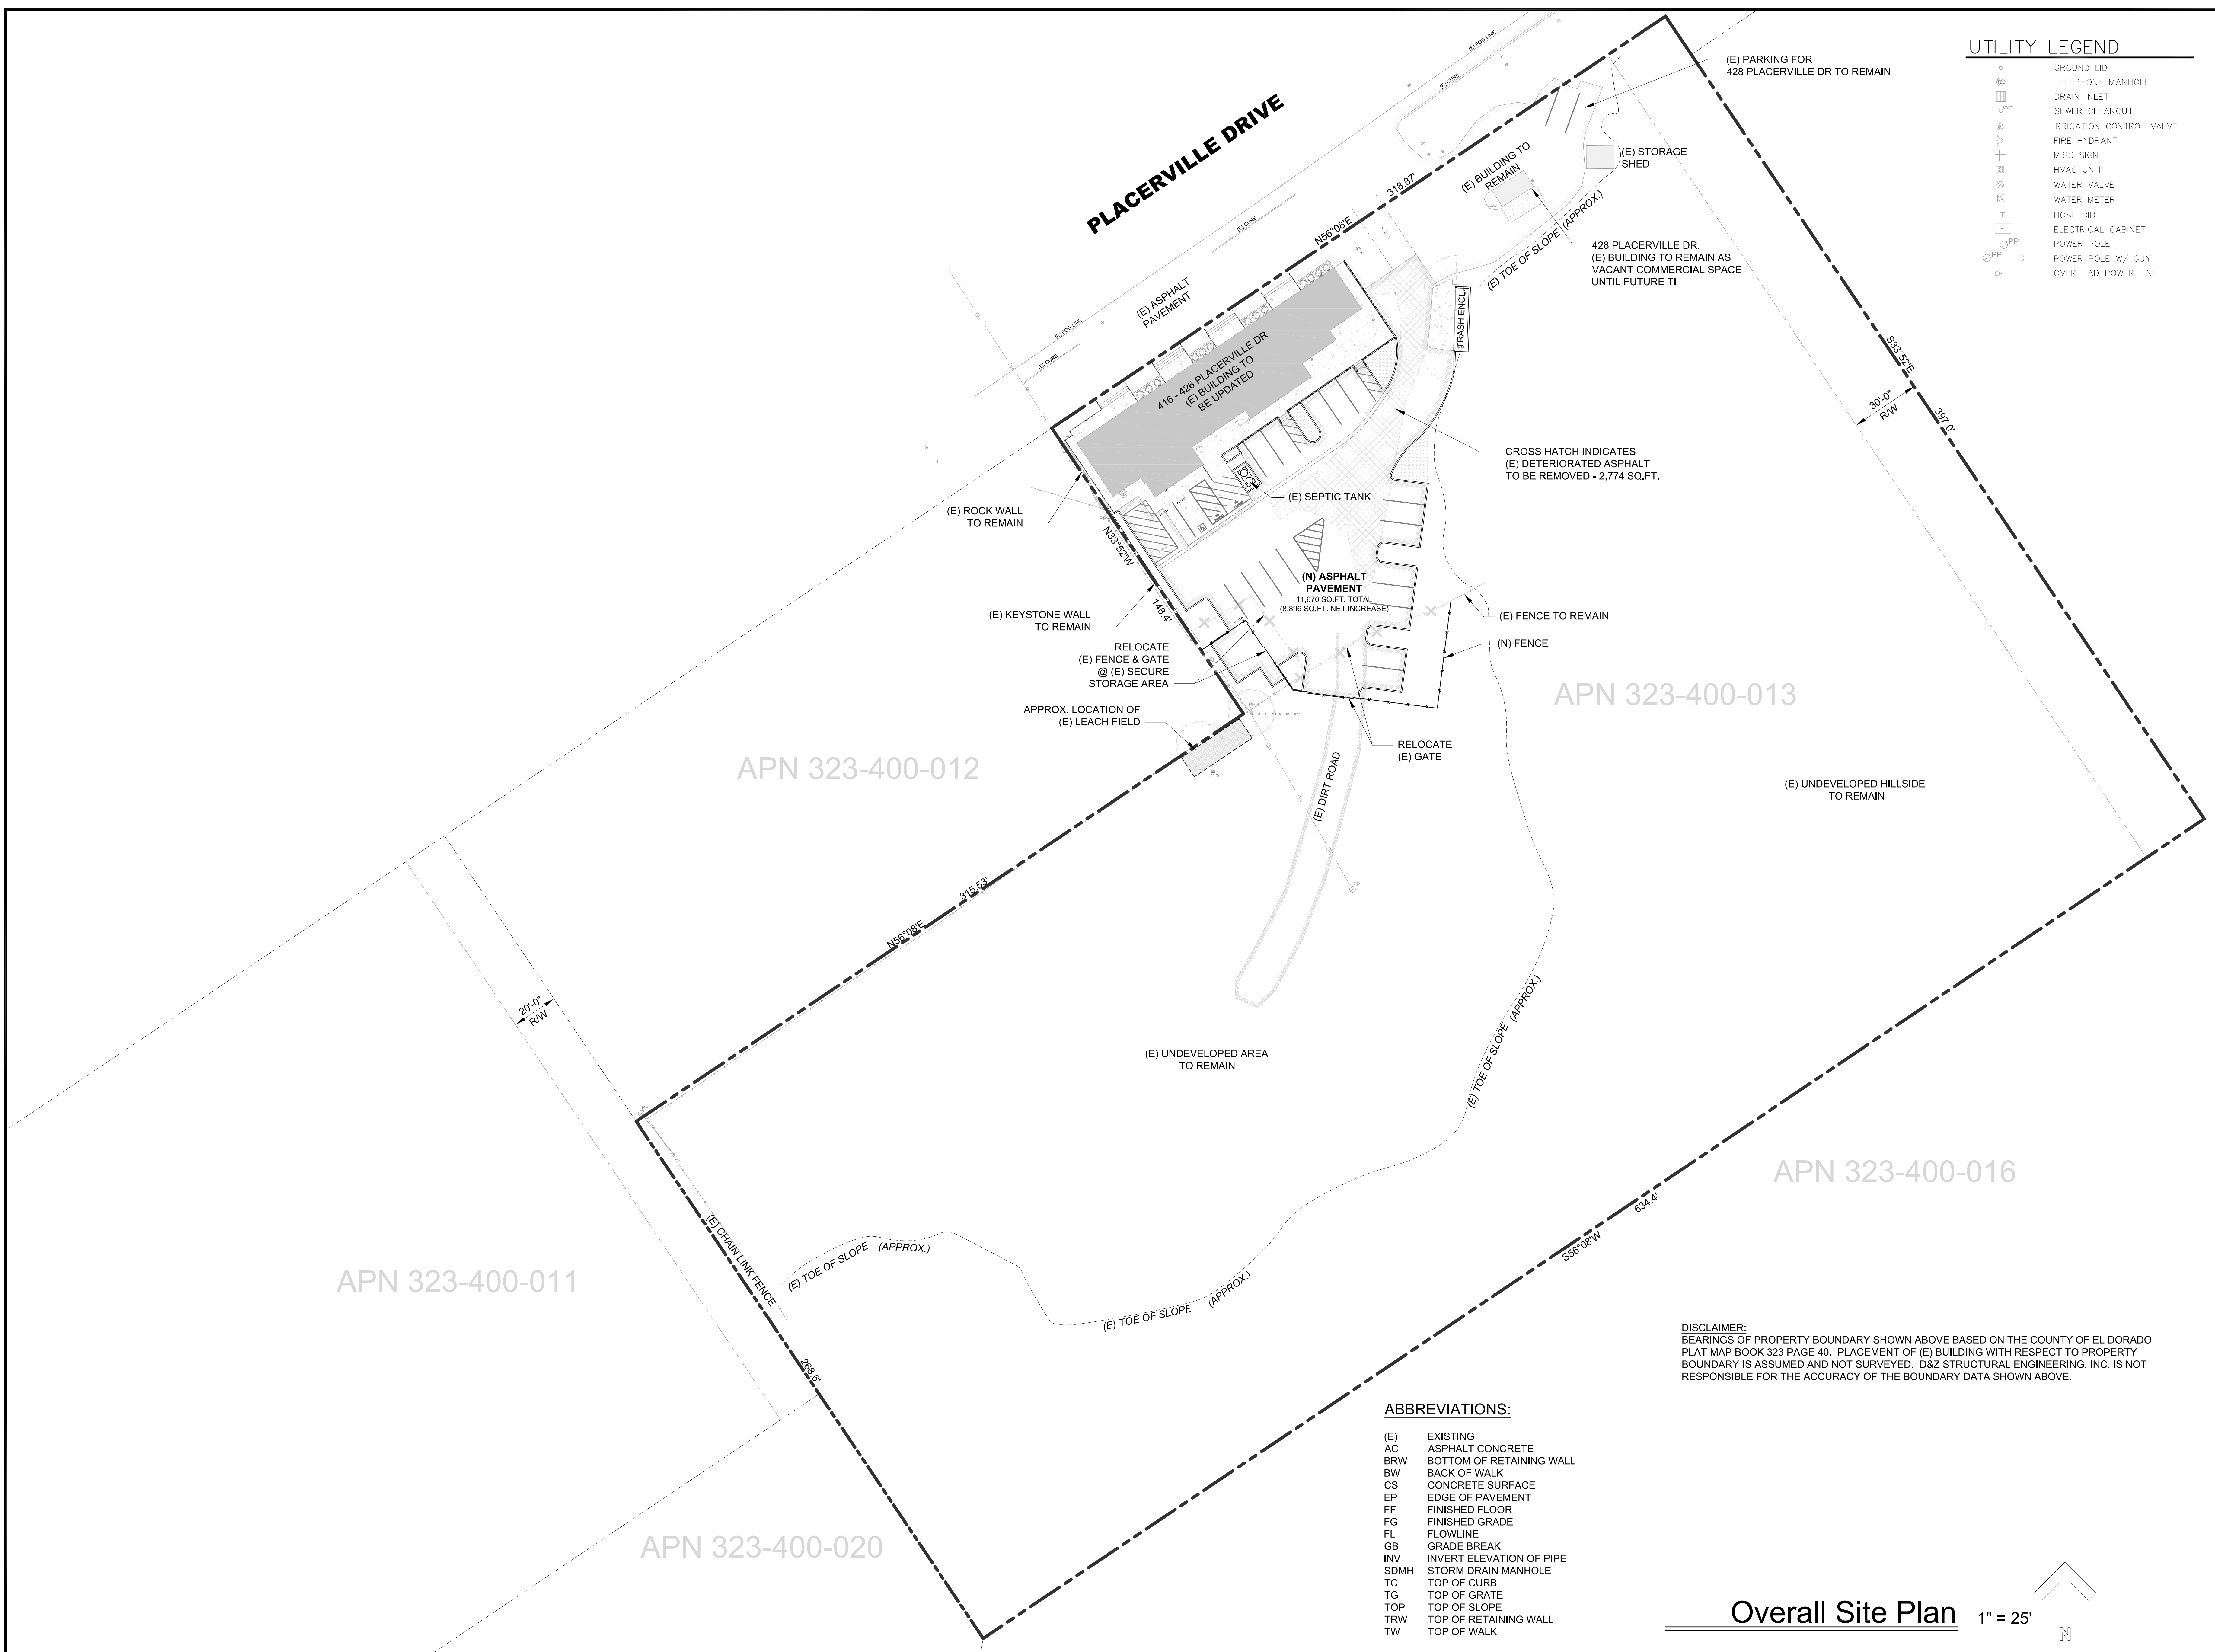 UTILITY LEGEND
GROUND LID
TELEPHONE MANHOLE
DRAIN INLET
SEWER CLEANOUT
IRRIGATION CONTROL VALVE
FIRE HYDRANT
MISC SIGN
HVAC UNIT
WATER VALVE
WATER METER
HOSE BIB
E ELECTRICAL CABINET
PP POWER POLE
PP POWER POLE W/ GUY
OH OVERHEAD POWER LINE
(E) FOG LINE
(E) CURB
(E) PARKING FOR
428 PLACERVILLE DR TO REMAIN
PLACERVILLE DRIVE
(E) STORAGE
SHED
(E) BUILDING TO
REMAIN
318.87'
N56°08'E
(E) CURB
(E) TOE OF SLOPE (APPROX.)
428 PLACERVILLE DR.
(E) BUILDING TO REMAIN AS
VACANT COMMERCIAL SPACE
UNTIL FUTURE TI
(E) ASPHALT
PAVEMENT
(E) FOG LINE
(E) CURB
TRASH ENCL.
416 - 426 PLACERVILLE DR
(E) BUILDING TO
BE UPDATED
S33°52'E
30'-0"
R/W
397.0'
CROSS HATCH INDICATES
(E) DETERIORATED ASPHALT
TO BE REMOVED - 2,774 SQ.FT.
(E) SEPTIC TANK
(E) ROCK WALL
TO REMAIN
N33°52'W
148.4'
(N) ASPHALT
PAVEMENT
11,670 SQ.FT. TOTAL
(8,896 SQ.FT. NET INCREASE)
(E) KEYSTONE WALL
TO REMAIN
(E) FENCE TO REMAIN
(N) FENCE
RELOCATE
(E) FENCE & GATE
@ (E) SECURE
STORAGE AREA
APPROX. LOCATION OF
(E) LEACH FIELD
PP
RELOCATE
(E) GATE
(E) DIRT ROAD
PP
APN 323-400-013
APN 323-400-012
(E) UNDEVELOPED HILLSIDE
TO REMAIN
315.53'
N56°08'E
20'-0"
R/W
(E) UNDEVELOPED AREA
TO REMAIN
(E) TOE OF SLOPE (APPROX.)
APN 323-400-016
634.4'
S56°08'W
(E) CHAIN LINK FENCE
268.6'
(E) TOE OF SLOPE (APPROX.)
(E) TOE OF SLOPE (APPROX.)
APN 323-400-011
APN 323-400-020
DISCLAIMER:
BEARINGS OF PROPERTY BOUNDARY SHOWN ABOVE BASED ON THE COUNTY OF EL DORADO
PLAT MAP BOOK 323 PAGE 40. PLACEMENT OF (E) BUILDING WITH RESPECT TO PROPERTY
BOUNDARY IS ASSUMED AND NOT SURVEYED. D&Z STRUCTURAL ENGINEERING, INC. IS NOT
RESPONSIBLE FOR THE ACCURACY OF THE BOUNDARY DATA SHOWN ABOVE.
ABBREVIATIONS:
(E) EXISTING
AC ASPHALT CONCRETE
BRW BOTTOM OF RETAINING WALL
BW BACK OF WALK
CS CONCRETE SURFACE
EP EDGE OF PAVEMENT
FF FINISHED FLOOR
FG FINISHED GRADE
FL FLOWLINE
GB GRADE BREAK
INV INVERT ELEVATION OF PIPE
SDMH STORM DRAIN MANHOLE
TC TOP OF CURB
TG TOP OF GRATE
TOP TOP OF SLOPE
TRW TOP OF RETAINING WALL
TW TOP OF WALK
Overall Site Plan - 1" = 25'
N